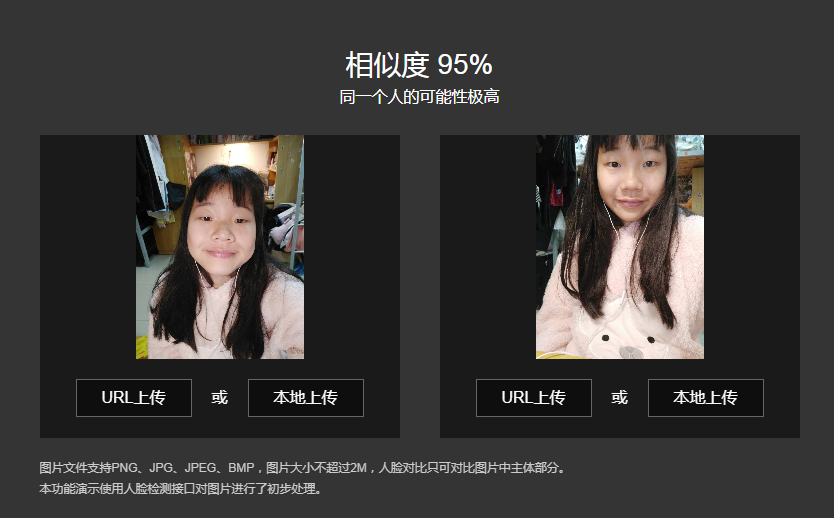 相似度 95%
同一个人的可能性极高
URL上传 或 本地上传 URL上传 或 本地上传
图片文件支持PNG、JPG、JPEG、BMP，图片大小不超过2M，人脸对比只可对比图片中主体部分。
本功能演示使用人脸检测接口对图片进行了初步处理。